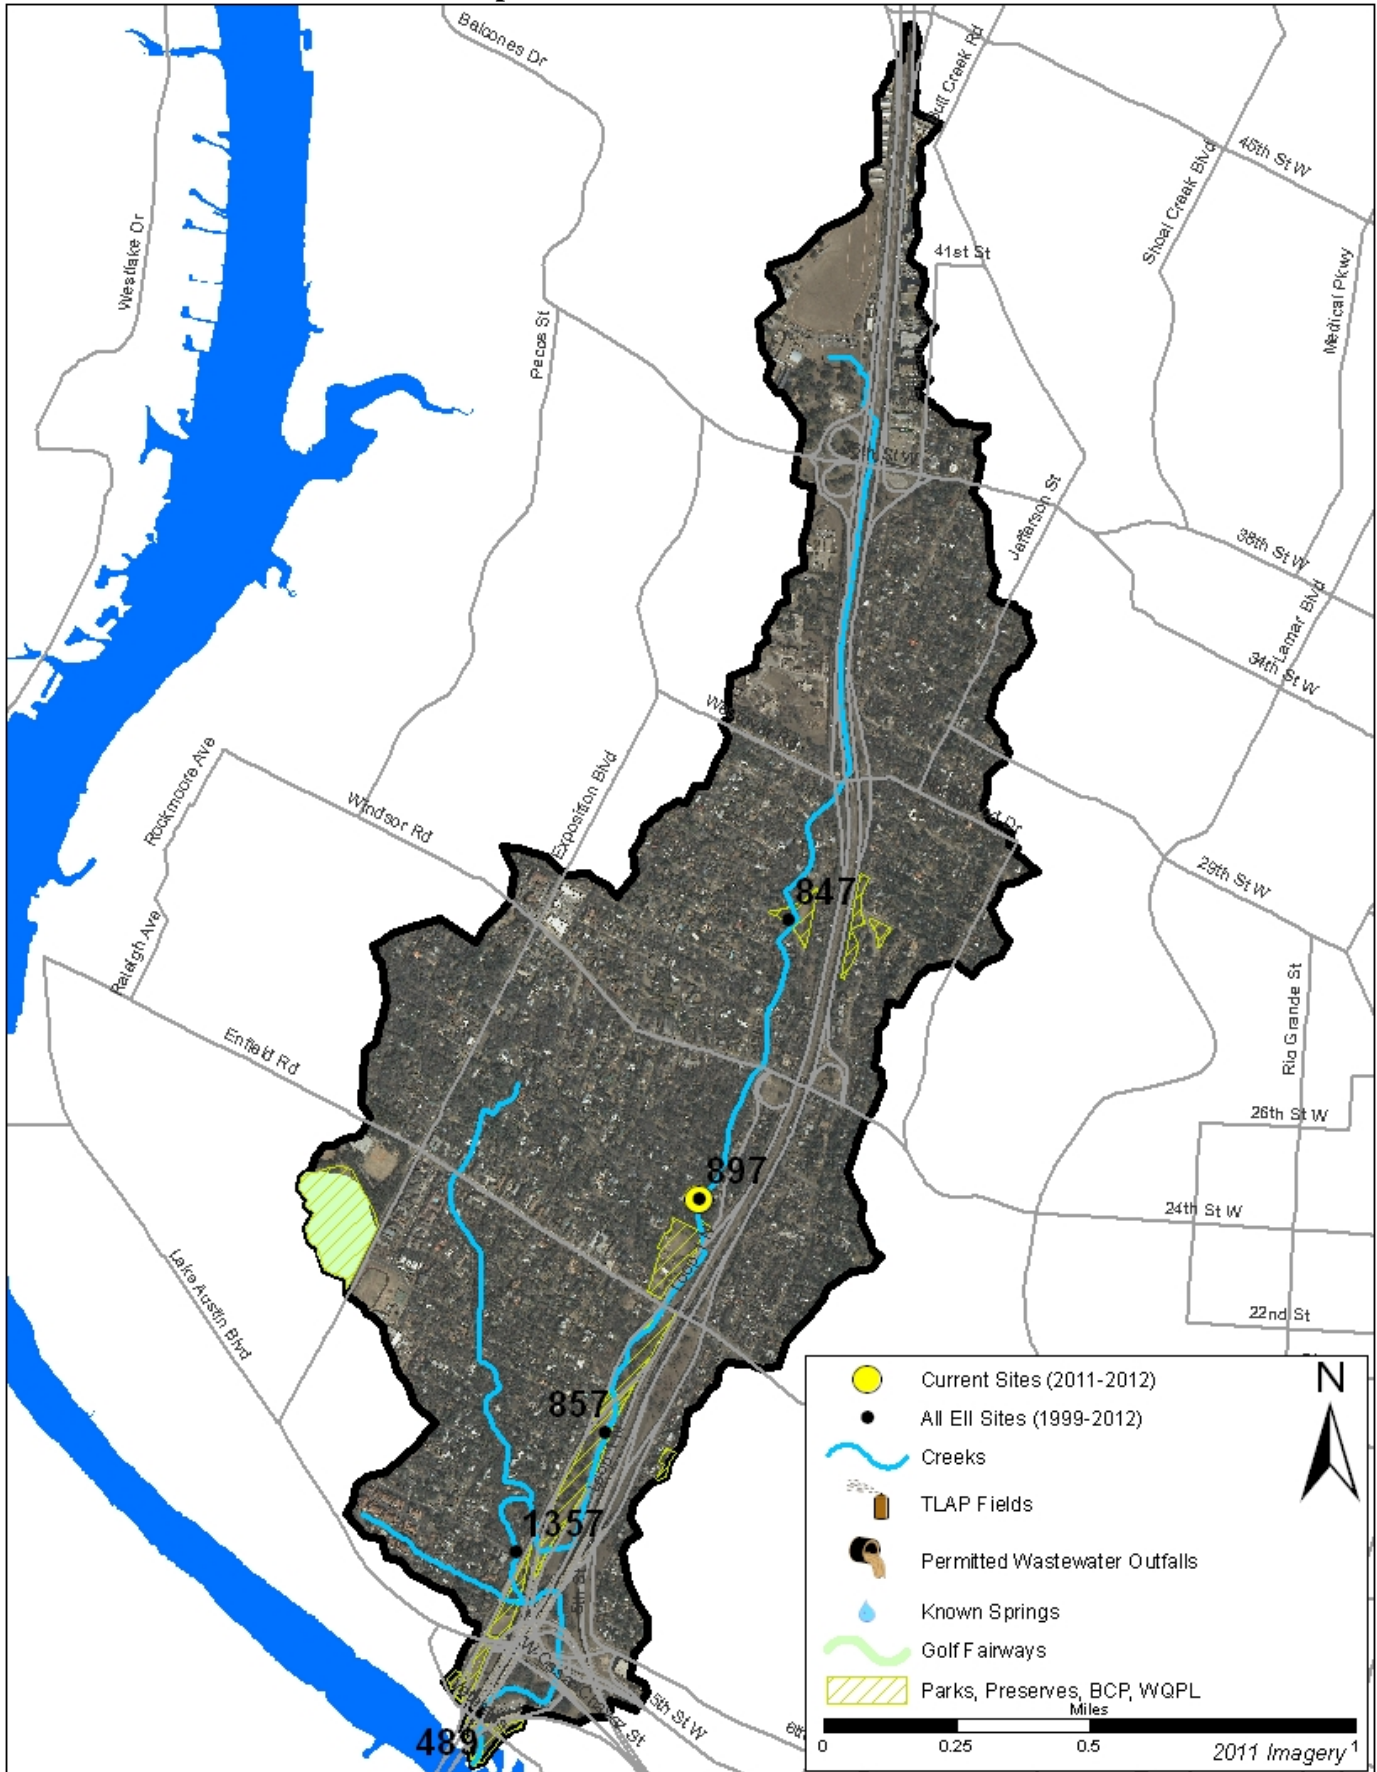 Balcones Dr
Bull Creek Rd
45th St W
Shoal Creek Blvd
Westlake Dr
41st St
Medical Pkwy
Pecos St
Jefferson St
38th St W
Lamar Blvd
34th St W
Rockmoore Ave
Windsor Rd
Exposition Blvd
29th St W
847
Raleigh Ave
Enfield Rd
Rio Grande St
26th St W
897
24th St W
Lake Austin Blvd
22nd St
857
1357
5th St
5th St W
489
N
Current Sites (2011-2012)
All EII Sites (1999-2012)
Creeks
TLAP Fields
Permitted Wastewater Outfalls
Known Springs
Golf Fairways
Parks, Preserves, BCP, WQPL
Miles
0 0.25 0.5 1
2011 Imagery